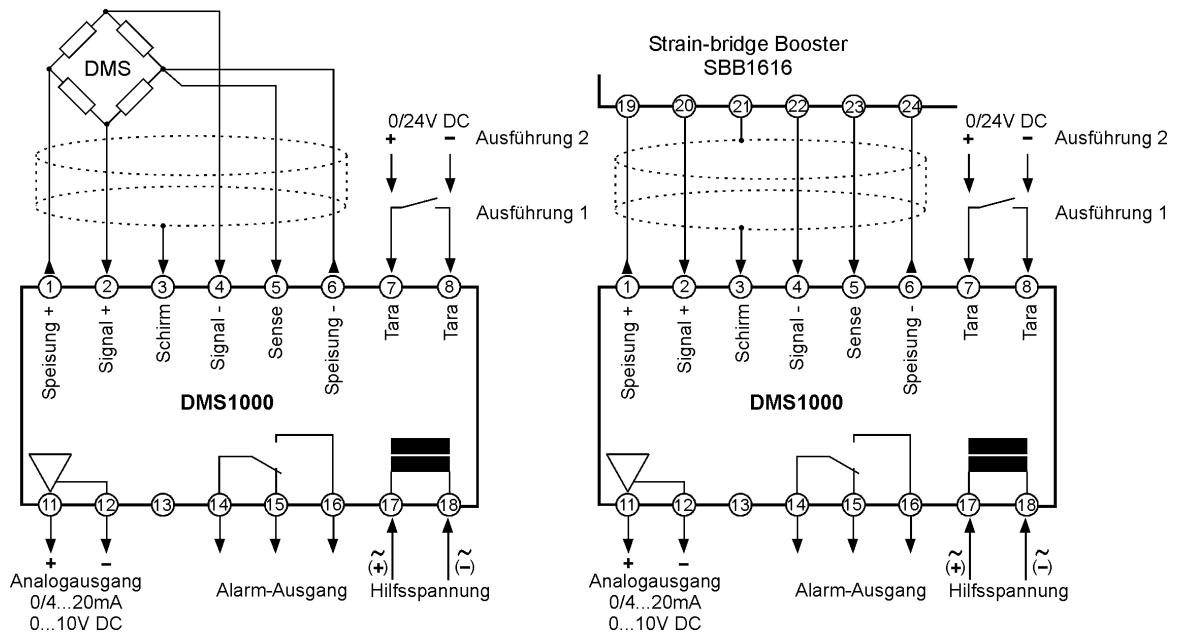 DMS
0/24V DC
+ − Ausführung 2
Ausführung 1
1 2 3 4 5 6 7 8
Speisung +
Signal +
Schirm
Signal -
Sense
Speisung -
Tara
Tara
DMS1000
11 12 13 14 15 16 17 18
+ − (+) (−)
~ ~
Analogausgang
0/4...20mA
0...10V DC
Alarm-Ausgang
Hilfsspannung
Strain-bridge Booster
SBB1616
19 20 21 22 23 24
0/24V DC
+ − Ausführung 2
Ausführung 1
1 2 3 4 5 6 7 8
Speisung +
Signal +
Schirm
Signal -
Sense
Speisung -
Tara
Tara
DMS1000
11 12 13 14 15 16 17 18
+ − (+) (−)
~ ~
Analogausgang
0/4...20mA
0...10V DC
Alarm-Ausgang
Hilfsspannung